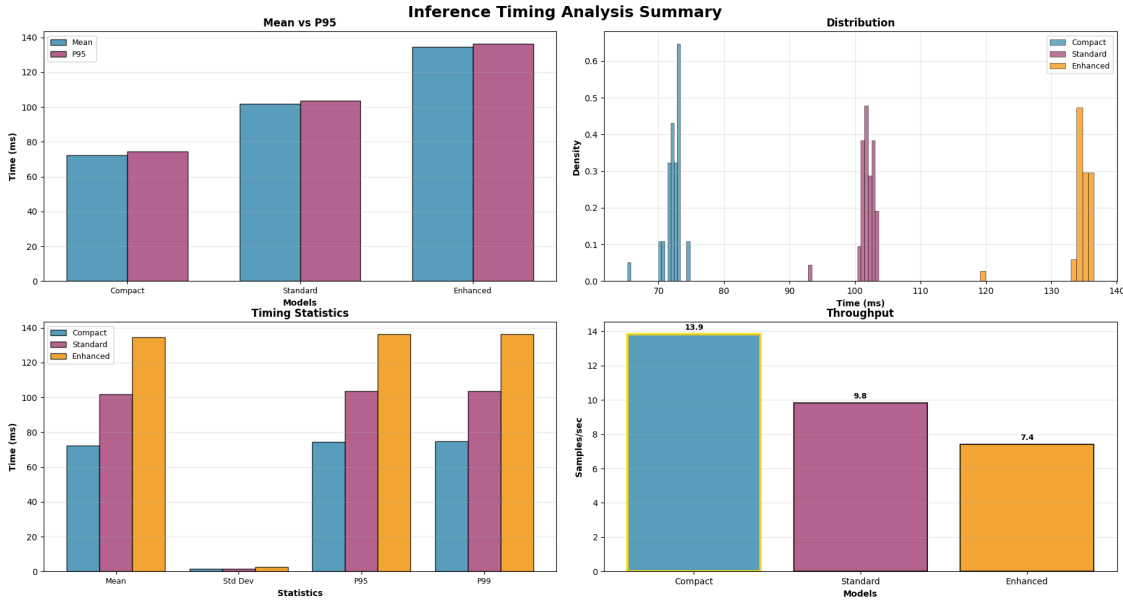 Inference Timing Analysis Summary
Mean vs P95
Mean
P95
Time (ms)
140
120
100
80
60
40
20
0
Compact
Standard
Enhanced
Models
Distribution
Compact
Standard
Enhanced
Density
0.6
0.5
0.4
0.3
0.2
0.1
0.0
70
80
90
100
110
120
130
140
Time (ms)
Timing Statistics
Compact
Standard
Enhanced
Time (ms)
140
120
100
80
60
40
20
0
Mean
Std Dev
P95
P99
Statistics
Throughput
Samples/sec
14
12
10
8
6
4
2
0
13.9
9.8
7.4
Compact
Standard
Enhanced
Models